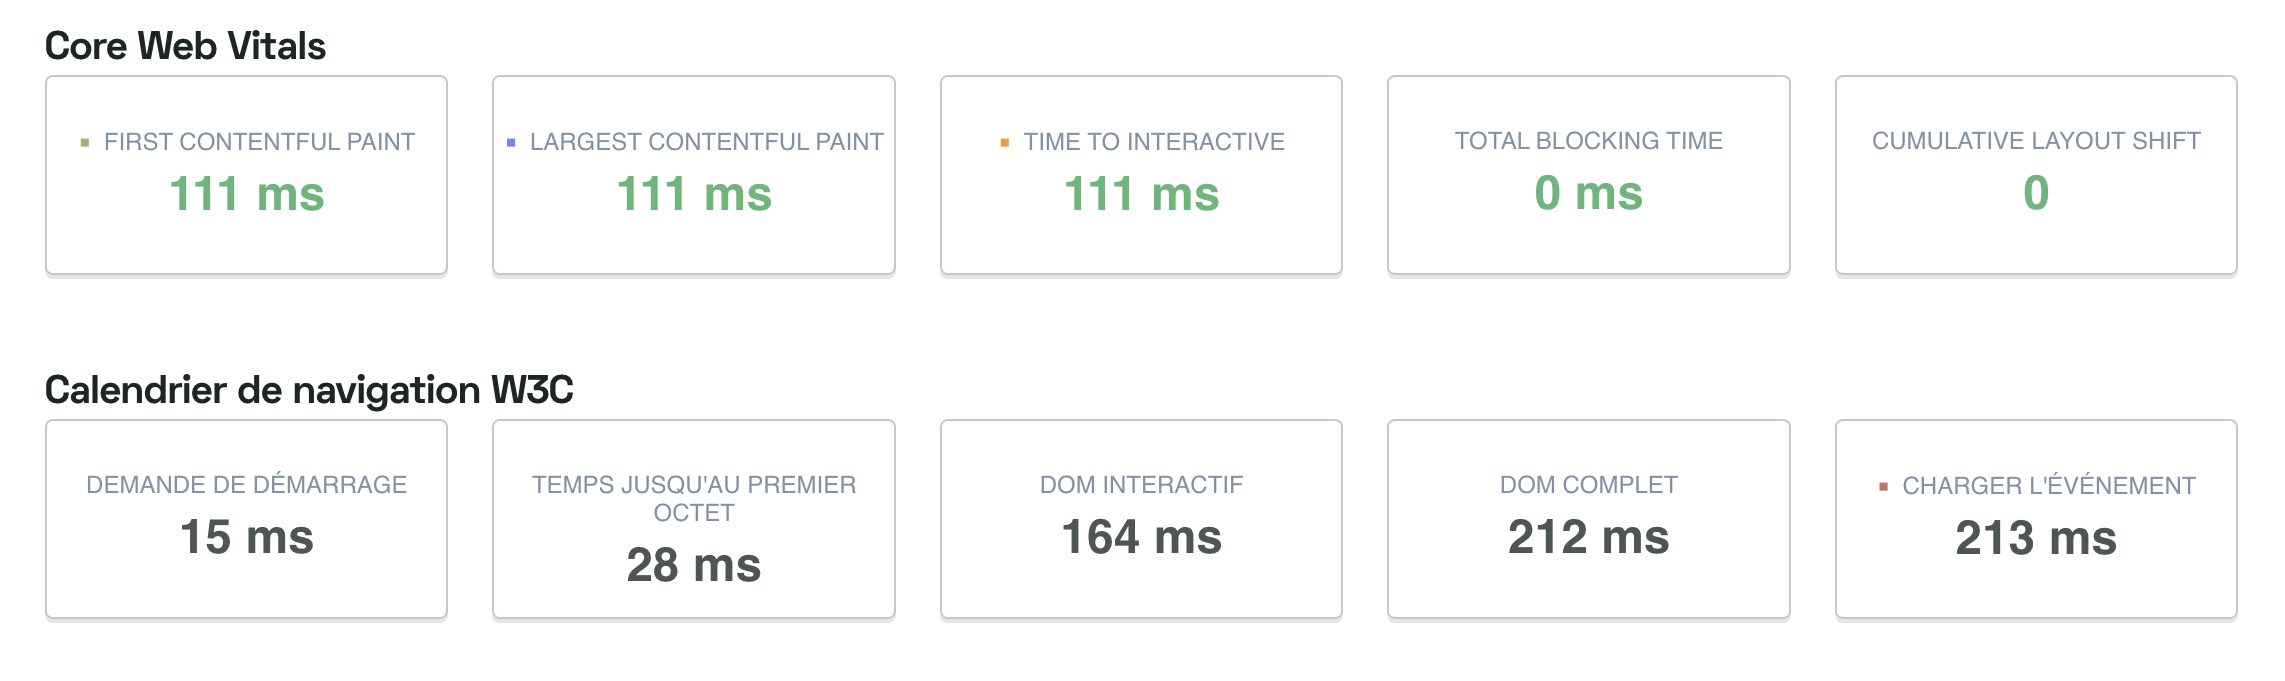 Core Web Vitals
FIRST CONTENTFUL PAINT
111 ms
LARGEST CONTENTFUL PAINT
111 ms
TIME TO INTERACTIVE
111 ms
TOTAL BLOCKING TIME
0 ms
CUMULATIVE LAYOUT SHIFT
0
Calendrier de navigation W3C
DEMANDE DE DÉMARRAGE
15 ms
TEMPS JUSQU'AU PREMIER
OCTET
28 ms
DOM INTERACTIF
164 ms
DOM COMPLET
212 ms
CHARGER L'ÉVÉNEMENT
213 ms